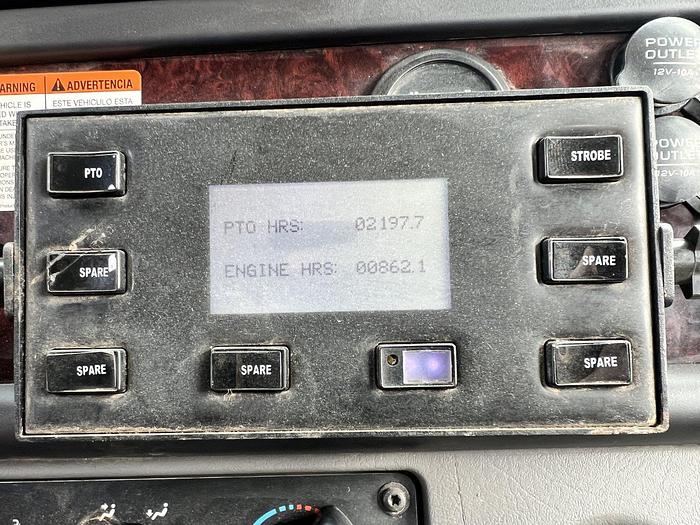 WARNING ADVERTENCIA
ESTE VEHICULO ESTA
POWER
OUTLET
12V-10A
POWER
OUTLET
12V-10A
PTO
STROBE
PTO HRS: 02197.7
SPARE
SPARE
ENGINE HRS: 00862.1
SPARE
SPARE
SPARE